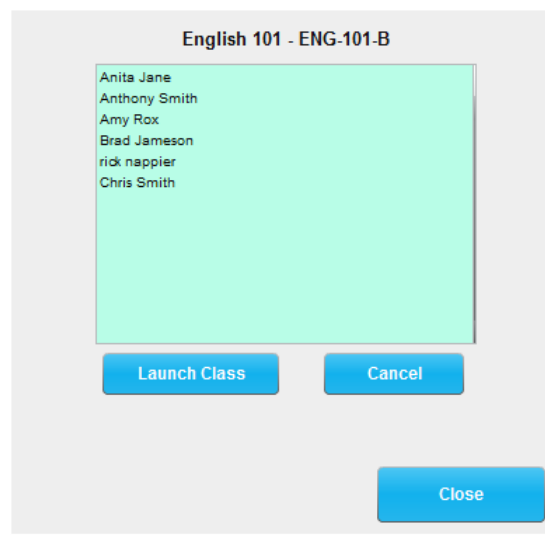 English 101 - ENG-101-B
Anita Jane
Anthony Smith
Amy Rox
Brad Jameson
rick nappier
Chris Smith
Launch Class Cancel
Close